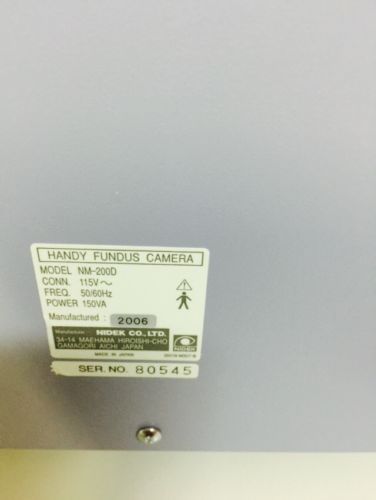 HANDY FUNDUS CAMERA
MODEL NM-200D
CONN. 115V~
FREQ. 50/60Hz
POWER 150VA
Manufactured : 2006
Manufacturer : NIDEK CO., LTD.
34-14 MAEHAMA HIROISHI-CHO
GAMAGORI AICHI JAPAN
MADE IN JAPAN
SER. NO. 80545